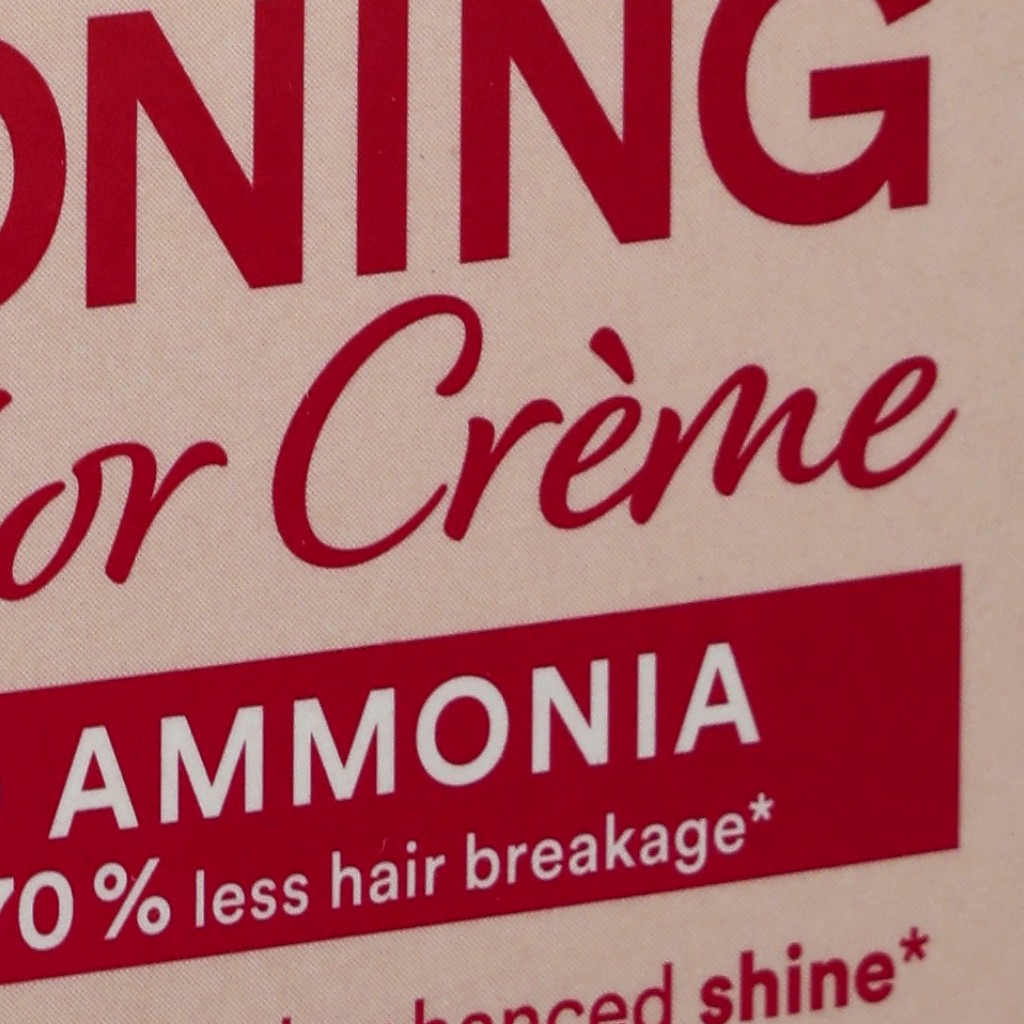 ONING
or Crème
AMMONIA
70 % less hair breakage*
shine*